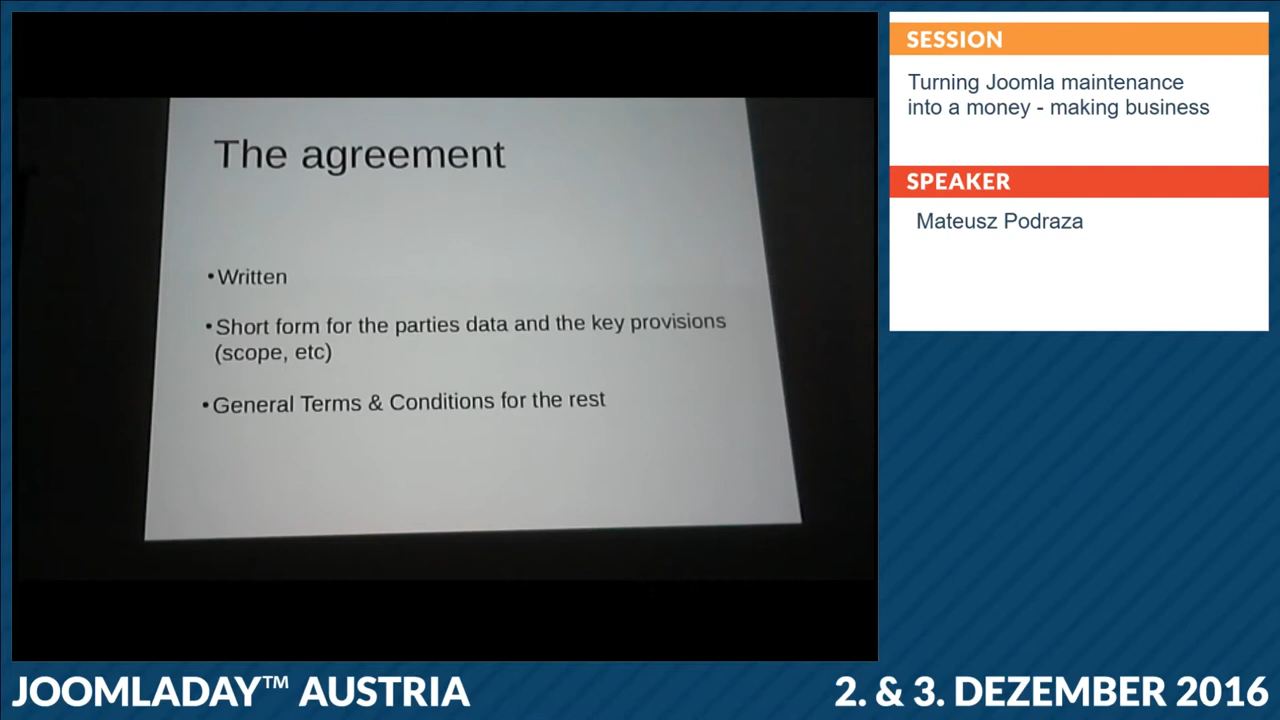 The agreement
•Written
•Short form for the parties data and the key provisions
(scope, etc)
•General Terms & Conditions for the rest
SESSION
Turning Joomla maintenance
into a money - making business
SPEAKER
Mateusz Podraza
JOOMLADAY™ AUSTRIA
2. & 3. DEZEMBER 2016